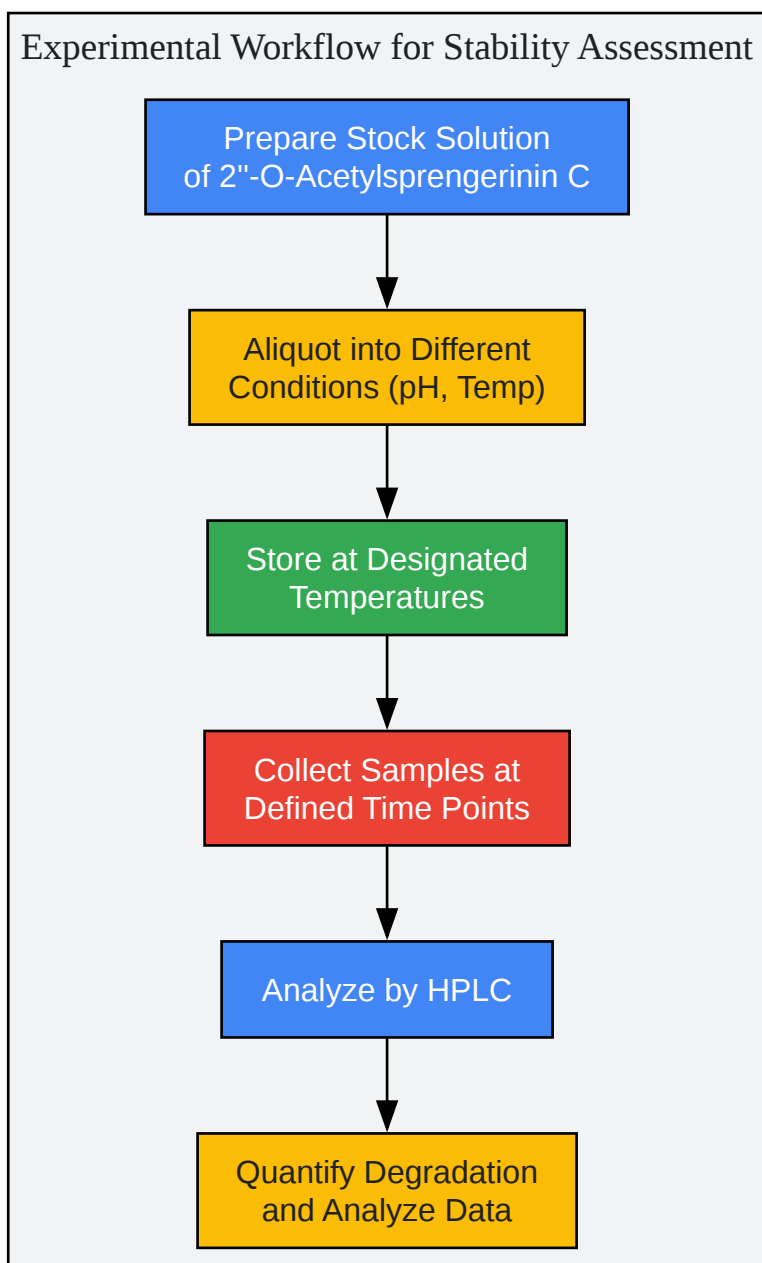 Experimental Workflow for Stability Assessment
Prepare Stock Solution
of 2"-O-Acetylsprengerinin C
Aliquot into Different
Conditions (pH, Temp)
Store at Designated
Temperatures
Collect Samples at
Defined Time Points
Analyze by HPLC
Quantify Degradation
and Analyze Data